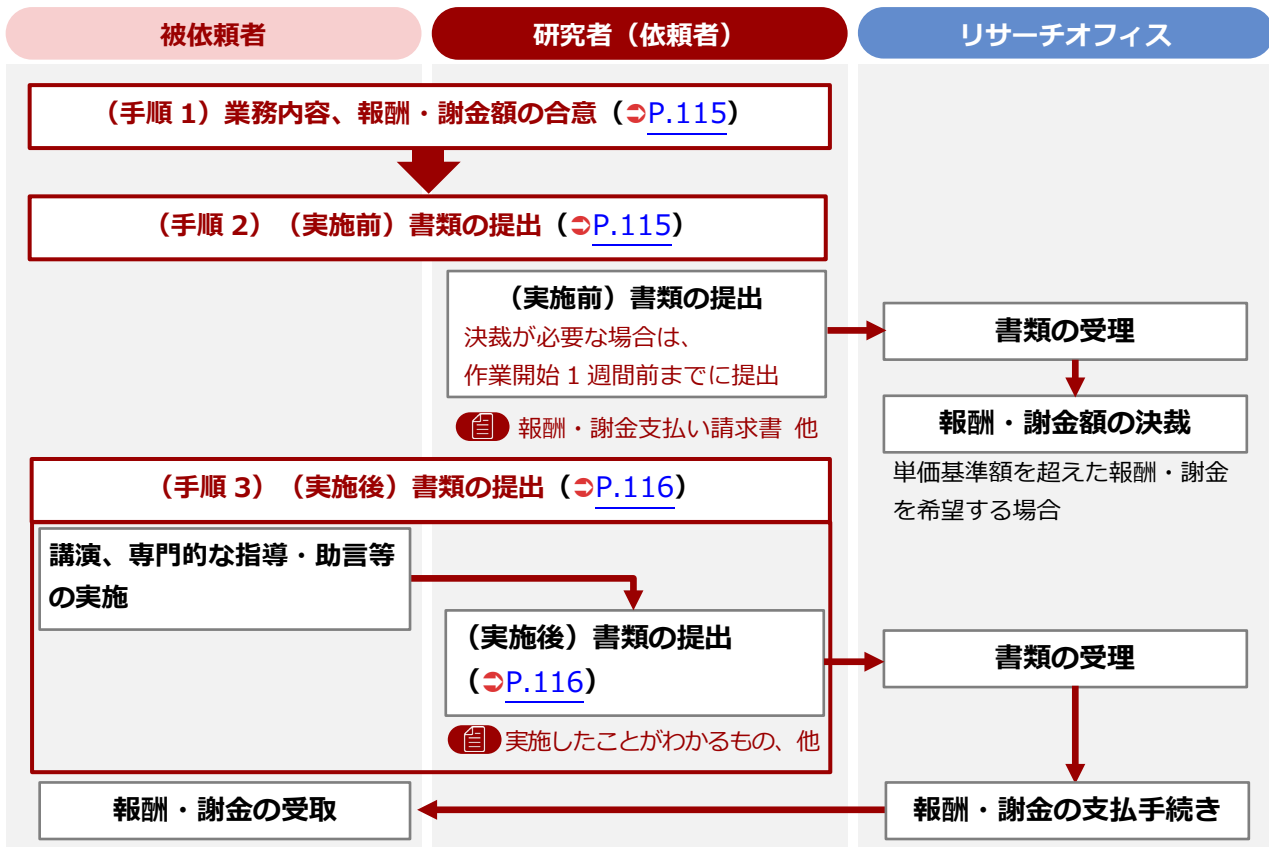 被依頼者
研究者（依頼者）
リサーチオフィス
（手順 1）業務内容、報酬・謝金額の合意（➲P.115）
（手順 2）（実施前）書類の提出（➲P.115）
（実施前）書類の提出
決裁が必要な場合は、
作業開始 1 週間前までに提出
報酬・謝金支払い請求書 他
書類の受理
報酬・謝金額の決裁
単価基準額を超えた報酬・謝金
を希望する場合
（手順 3）（実施後）書類の提出（➲P.116）
講演、専門的な指導・助言等
の実施
（実施後）書類の提出
（➲P.116）
実施したことがわかるもの、他
書類の受理
報酬・謝金の支払手続き
報酬・謝金の受取